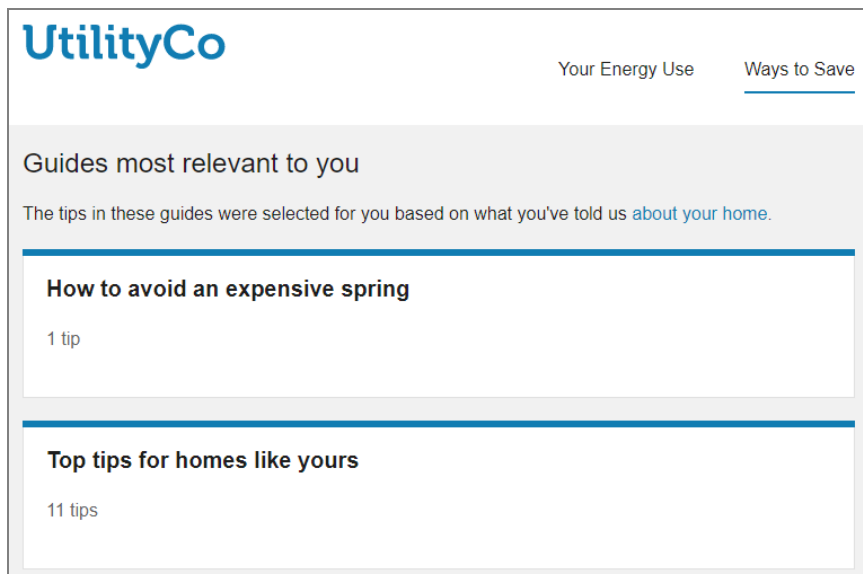 UtilityCo
Your Energy Use
Ways to Save
Guides most relevant to you
The tips in these guides were selected for you based on what you've told us about your home.
How to avoid an expensive spring
1 tip
Top tips for homes like yours
11 tips